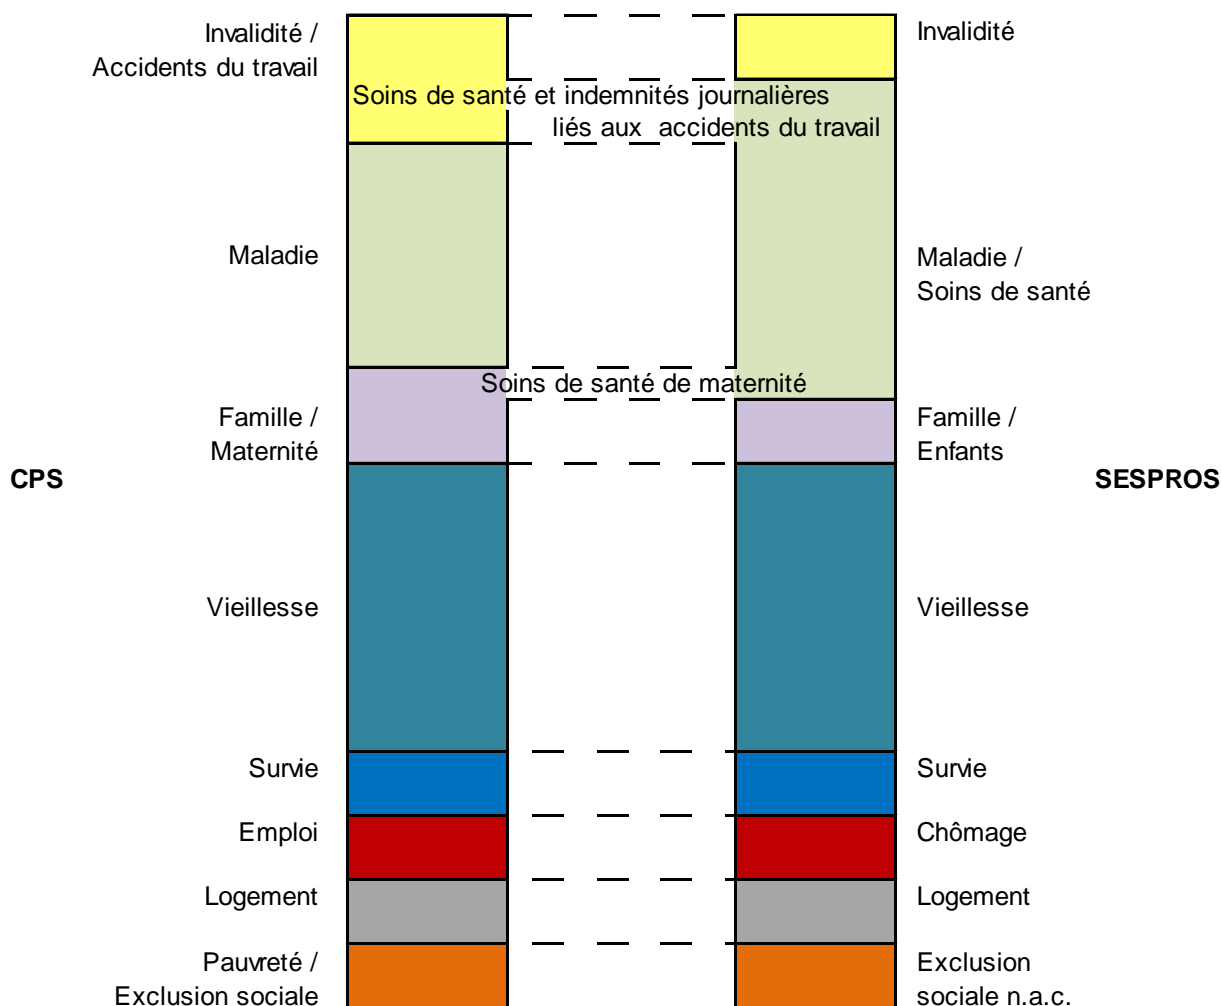 Invalidité /
Accidents du travail
Invalidité
Soins de santé et indemnités journalières
liés aux accidents du travail
Maladie
Maladie /
Soins de santé
Soins de santé de maternité
Famille /
Maternité
Famille /
Enfants
CPS
SESPROS
Vieillesse
Vieillesse
Survie
Survie
Emploi
Chômage
Logement
Logement
Pauvreté /
Exclusion sociale
Exclusion
sociale n.a.c.